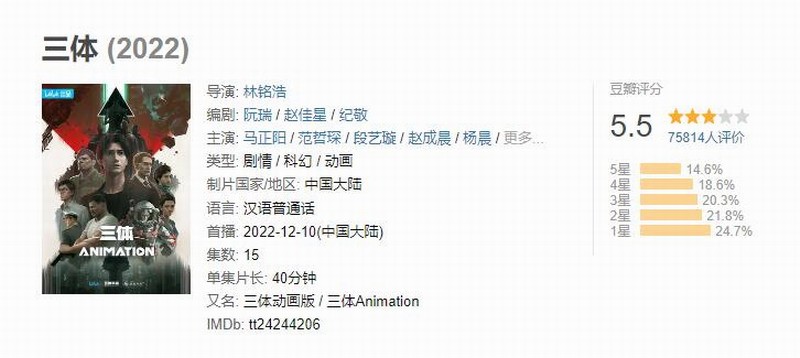 三体 (2022)
导演: 林铭浩
编剧: 阮瑞 / 赵佳星 / 纪敬
主演: 马正阳 / 范哲琛 / 段艺璇 / 赵成晨 / 杨晨 / 更多...
类型: 剧情 / 科幻 / 动画
制片国家/地区: 中国大陆
语言: 汉语普通话
首播: 2022-12-10(中国大陆)
集数: 15
单集片长: 40分钟
又名: 三体动画版 / 三体Animation
IMDb: tt24244206
豆瓣评分
5.5
75814人评价
5星 14.6%
4星 18.6%
3星 20.3%
2星 21.8%
1星 24.7%
三体
ANIMATION